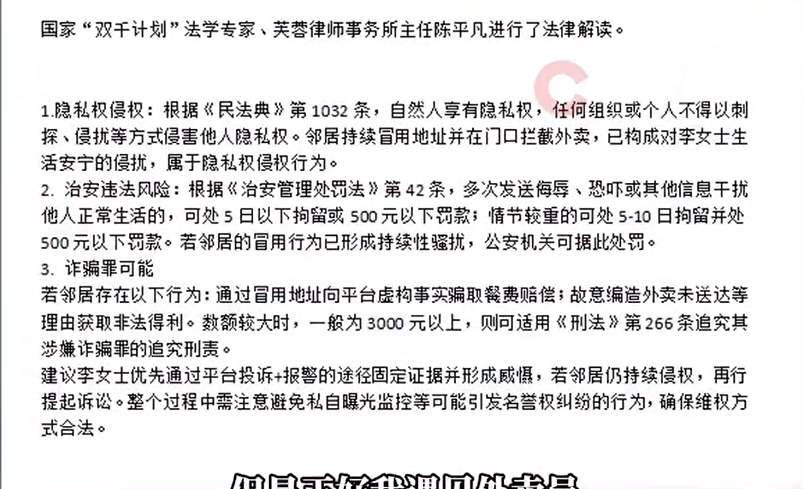 国家“双千计划”法学专家、芙蓉律师事务所主任陈平凡进行了法律解读。
1.隐私权侵权：根据《民法典》第 1032 条，自然人享有隐私权，任何组织或个人不得以刺
探、侵扰等方式侵害他人隐私权。邻居持续冒用地址并在门口拦截外卖，已构成对李女士生
活安宁的侵扰，属于隐私权侵权行为。
2. 治安违法风险：根据《治安管理处罚法》第 42 条，多次发送侮辱、恐吓或其他信息干扰
他人正常生活的，可处 5 日以下拘留或 500 元以下罚款；情节较重的可处 5-10 日拘留并处
500 元以下罚款。若邻居的冒用行为已形成持续性骚扰，公安机关可据此处罚。
3. 诈骗罪可能
若邻居存在以下行为：通过冒用地址向平台虚构事实骗取餐费赔偿；故意编造外卖未送达等
理由获取非法得利。数额较大时，一般为 3000 元以上，则可适用《刑法》第 266 条追究其
涉嫌诈骗罪的追究刑责。
建议李女士优先通过平台投诉+报警的途径固定证据并形成威慑，若邻居仍持续侵权，再行
提起诉讼。整个过程中需注意避免私自曝光监控等可能引发名誉权纠纷的行为，确保维权方
式合法。